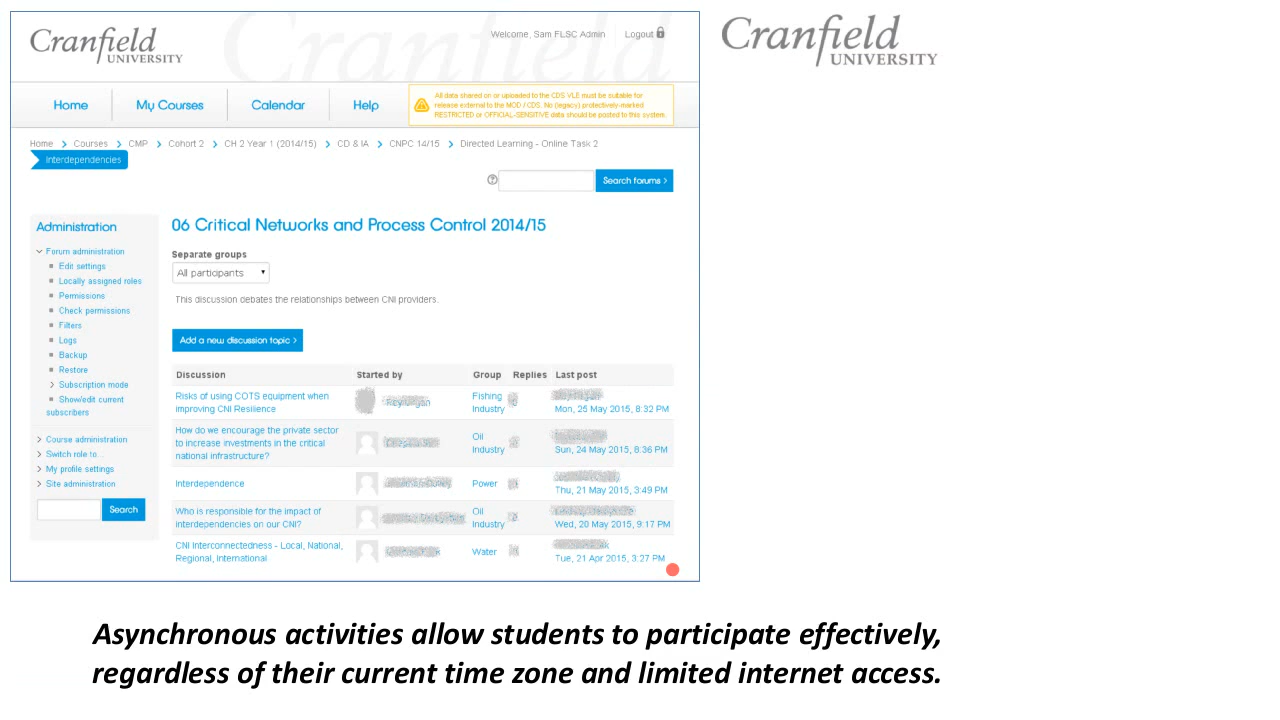 Cranfield
UNIVERSITY
Cranfield
Welcome, Sam FLSC Admin
Logout
Cranfield
UNIVERSITY
Home
My Courses
Calendar
Help
All data shared on or uploaded to the CDS VLE must be suitable for
release external to the MOD / CDS. No (legacy) protectively-marked
RESTRICTED or OFFICIAL-SENSITIVE data should be posted to this system.
Home > Courses > CMP > Cohort 2 > CH 2 Year 1 (2014/15) > CD & IA > CNPC 14/15 > Directed Learning - Online Task 2
Interdependencies
Search forums >
Administration
Forum administration
Edit settings
Locally assigned roles
Permissions
Check permissions
Filters
Logs
Backup
Restore
Subscription mode
Show/edit current
subscribers
Course administration
Switch role to...
My profile settings
Site administration
Search
06 Critical Networks and Process Control 2014/15
Separate groups
All participants
This discussion debates the relationships between CNI providers.
Add a new discussion topic >
Discussion Started by Group Replies Last post
Risks of using COTS equipment when
improving CNI Resilience
Fishing
Industry
Mon, 25 May 2015, 8:32 PM
How do we encourage the private sector
to increase investments in the critical
national infrastructure?
Oil
Industry
Sun, 24 May 2015, 8:36 PM
Interdependence
Power
Thu, 21 May 2015, 3:49 PM
Who is responsible for the impact of
interdependencies on our CNI?
Oil
Industry
Wed, 20 May 2015, 9:17 PM
CNI Interconnectedness - Local, National,
Regional, International
Water
Tue, 21 Apr 2015, 3:27 PM
Asynchronous activities allow students to participate effectively,
regardless of their current time zone and limited internet access.